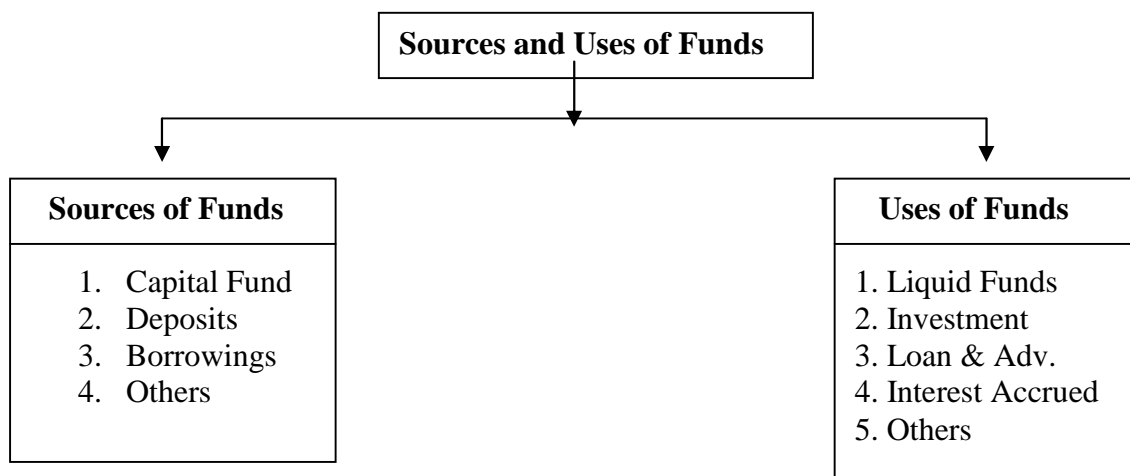 Sources and Uses of Funds
Sources of Funds
1. Capital Fund
2. Deposits
3. Borrowings
4. Others
Uses of Funds
1. Liquid Funds
2. Investment
3. Loan & Adv.
4. Interest Accrued
5. Others